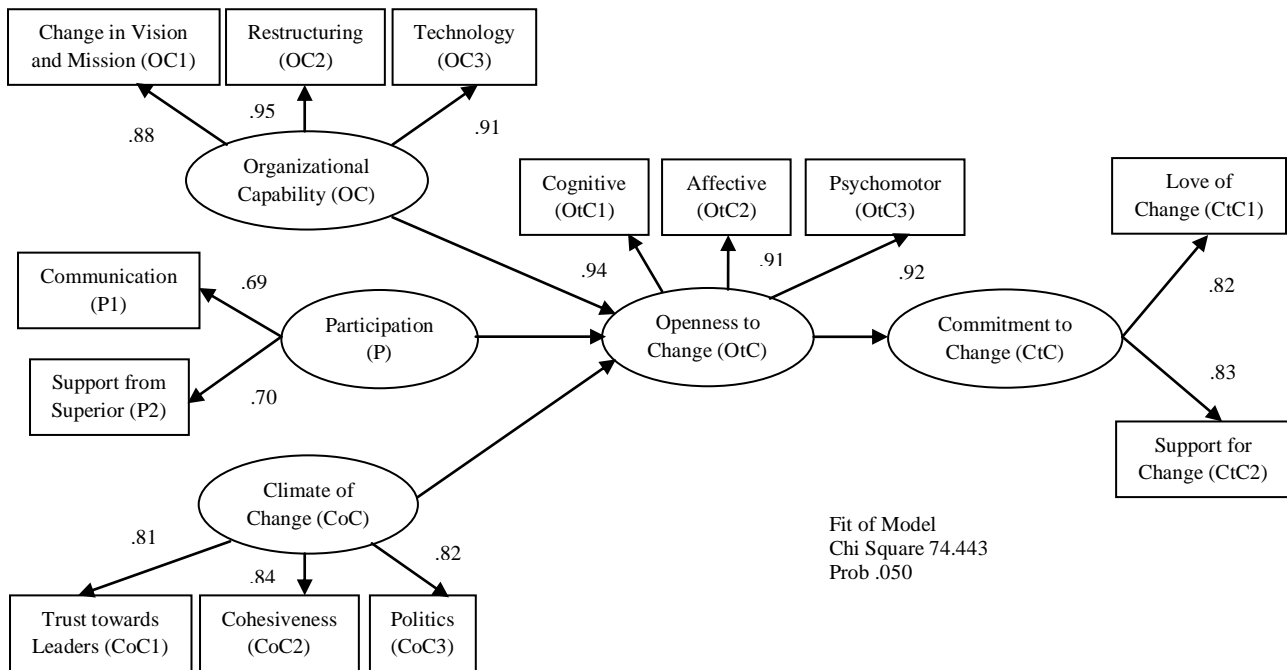 Change in Vision
and Mission (OC1)
Restructuring
(OC2)
Technology
(OC3)
.88
.95
.91
Organizational
Capability (OC)
Cognitive
(OtC1)
Affective
(OtC2)
Psychomotor
(OtC3)
Love of
Change (CtC1)
Communication
(P1)
.69
.94
.91
.92
.82
Participation
(P)
Openness to
Change (OtC)
Commitment to
Change (CtC)
Support from
Superior (P2)
.70
.83
Support for
Change (CtC2)
Climate of
Change (CoC)
.81
.84
.82
Trust towards
Leaders (CoC1)
Cohesiveness
(CoC2)
Politics
(CoC3)
Fit of Model
Chi Square 74.443
Prob .050